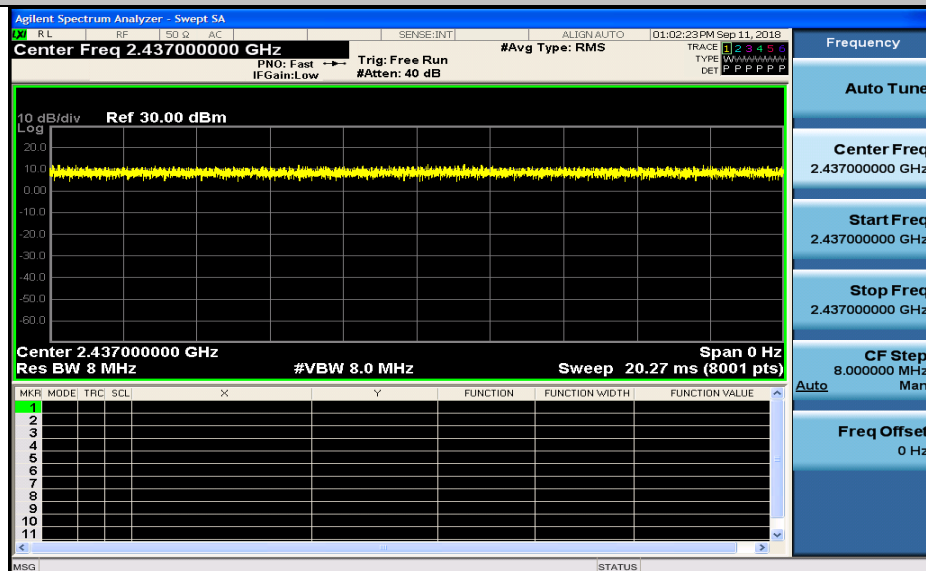 Agilent Spectrum Analyzer - Swept SA
LXI RL RF 50 Ω AC SENSE:INT ALIGN AUTO 01:02:23 PM Sep 11, 2018
Center Freq 2.437000000 GHz
#Avg Type: RMS
TRACE 1 2 3 4 5 6
PNO: Fast
Trig: Free Run
TYPE
IFGain:Low
#Atten: 40 dB
DET P P P P P P
10 dB/div Ref 30.00 dBm
Log
20.0
10.0
0.00
-10.0
-20.0
-30.0
-40.0
-50.0
-60.0
Center 2.437000000 GHz Span 0 Hz
Res BW 8 MHz #VBW 8.0 MHz Sweep 20.27 ms (8001 pts)
MKR MODE TRC SCL X Y FUNCTION FUNCTION WIDTH FUNCTION VALUE
1
2
3
4
5
6
7
8
9
10
11
MSG STATUS
Frequency
Auto Tune
Center Freq
2.437000000 GHz
Start Freq
2.437000000 GHz
Stop Freq
2.437000000 GHz
CF Step
8.000000 MHz
Auto Man
Freq Offset
0 Hz